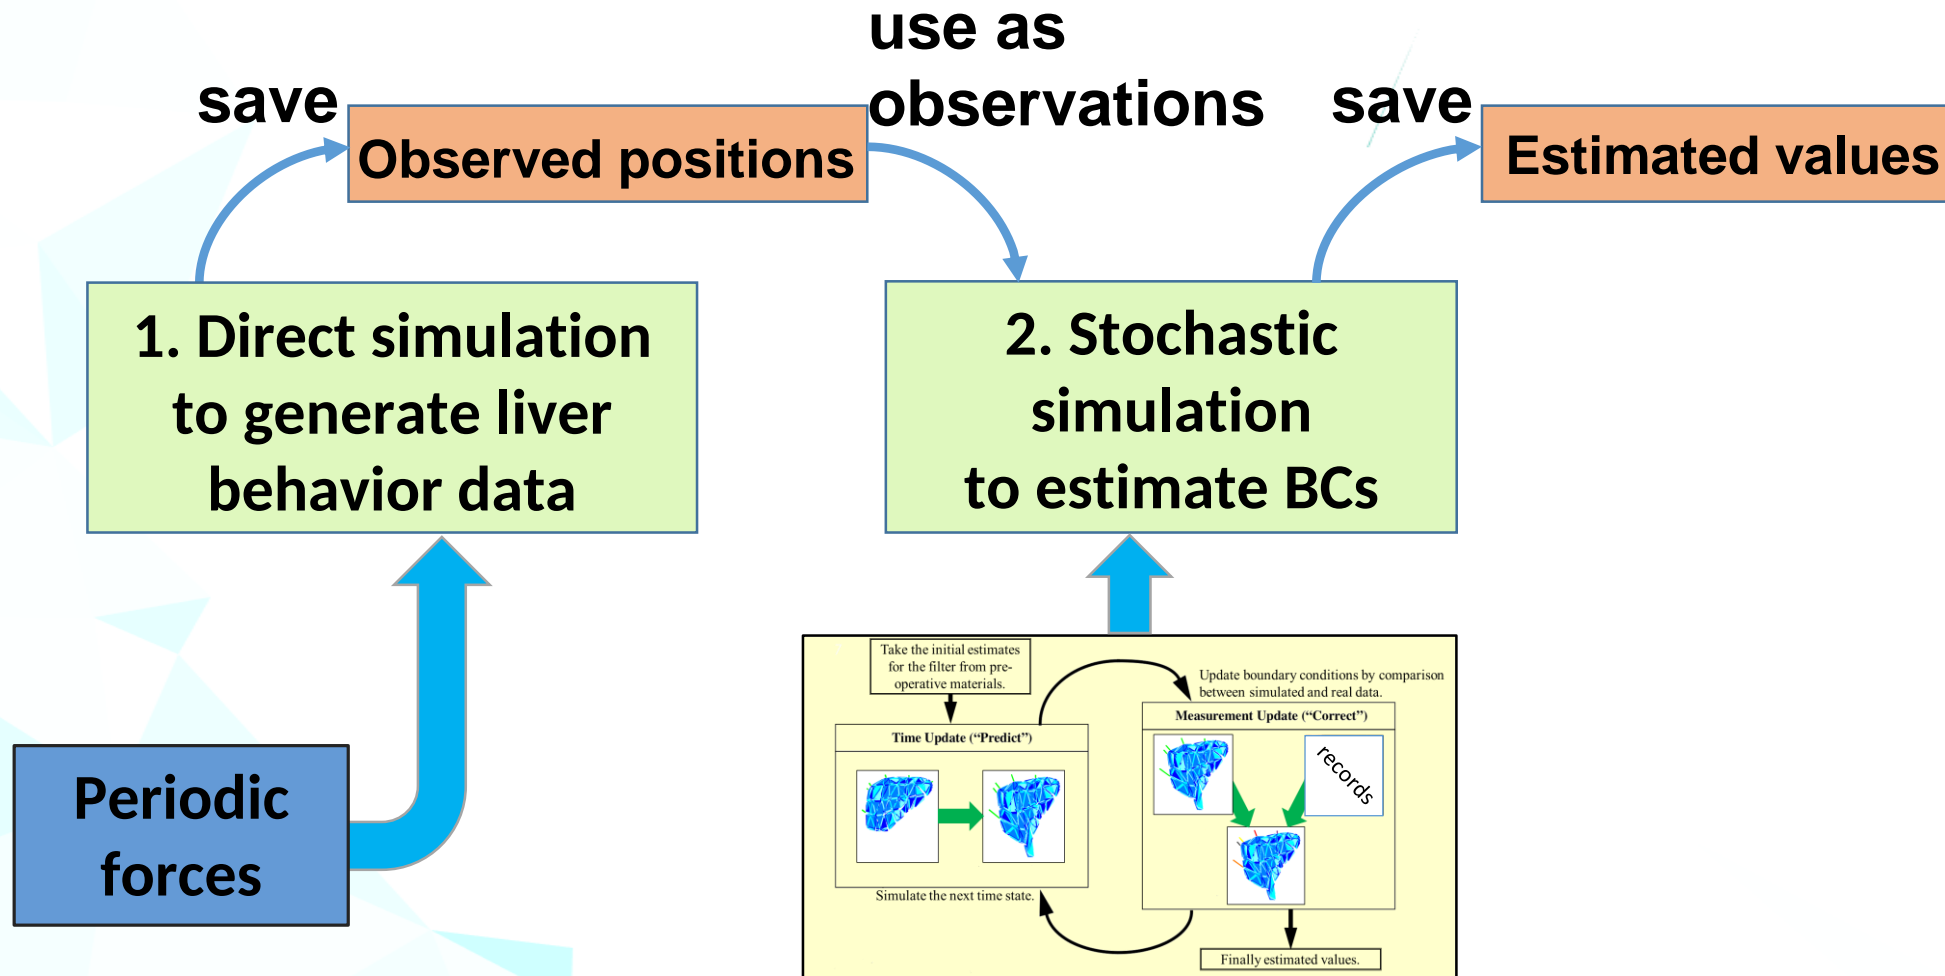 use as
observations
save
Observed positions
save
Estimated values
1. Direct simulation
to generate liver
behavior data
2. Stochastic
simulation
to estimate BCs
Periodic
forces
Take the initial estimates
for the filter from pre-
operative materials.
Update boundary conditions by comparison
between simulated and real data.
Time Update (“Predict”)
Measurement Update (“Correct”)
records
Simulate the next time state.
Finally estimated values.